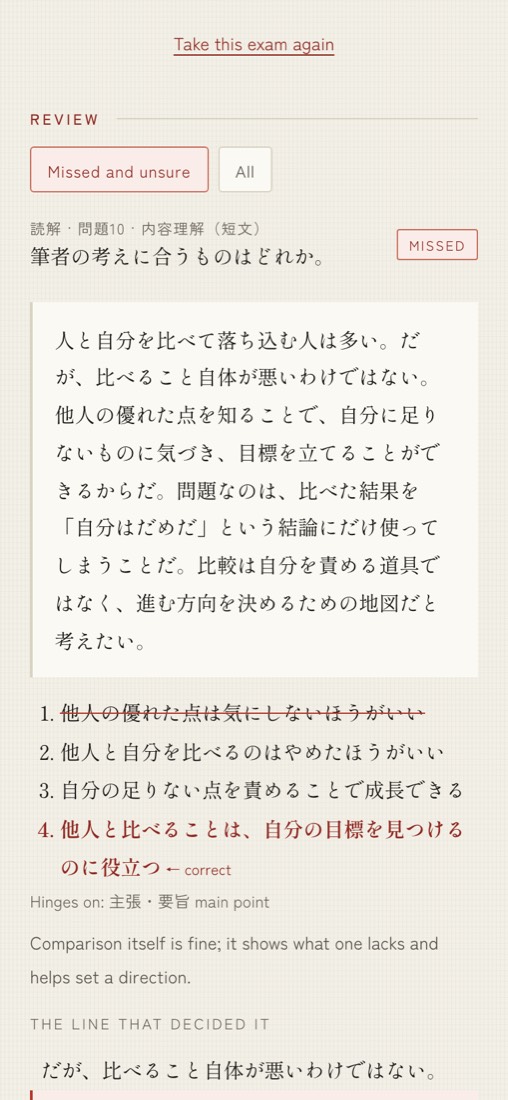 Take this exam again
REVIEW
Missed and unsure
All
読解・問題10・内容理解（短文）
筆者の考えに合うものはどれか。
MISSED
人と自分を比べて落ち込む人は多い。だ
が、比べること自体が悪いわけではない。
他人の優れた点を知ることで、自分に足り
ないものに気づき、目標を立てることがで
きるからだ。問題なのは、比べた結果を
「自分はだめだ」という結論にだけ使って
しまうことだ。比較は自分を責める道具で
はなく、進む方向を決めるための地図だと
考えたい。
1. 他人の優れた点は気にしないほうがいい
2. 他人と自分を比べるのはやめたほうがいい
3. 自分の足りない点を責めることで成長できる
4. 他人と比べることは、自分の目標を見つける
のに役立つ ← correct
Hinges on: 主張・要旨 main point
Comparison itself is fine; it shows what one lacks and
helps set a direction.
THE LINE THAT DECIDED IT
だが、比べること自体が悪いわけではない。